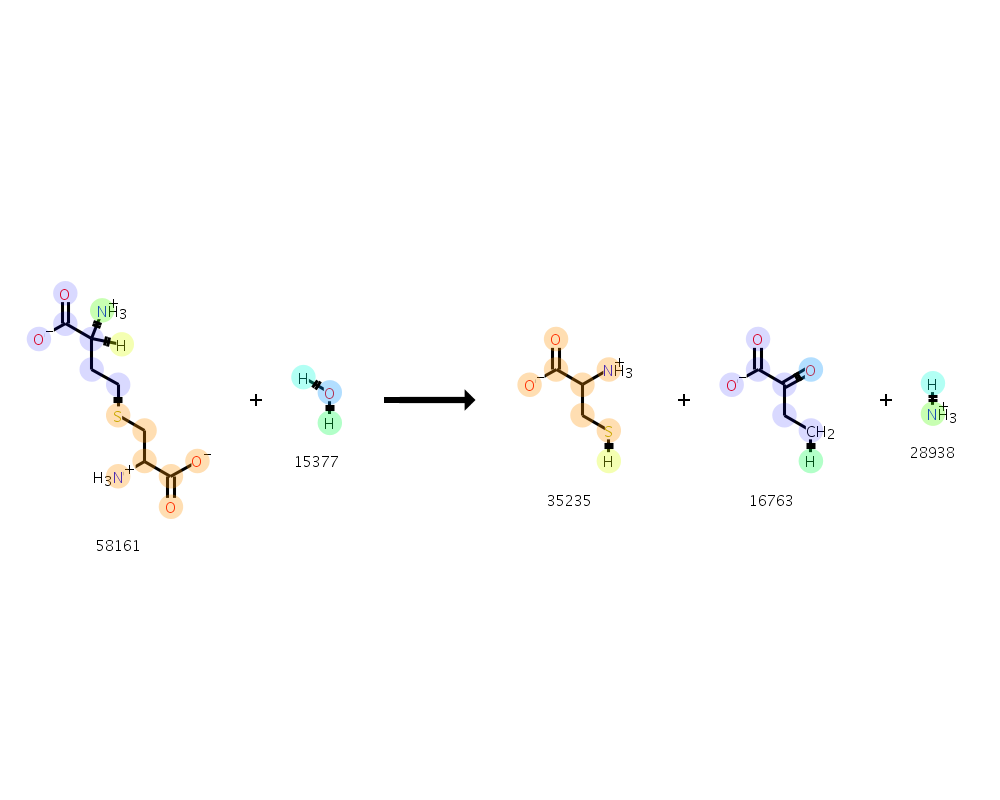 O
NH3+
O−
H
S
O−
H3N+
O
58161
+
H
O
H
15377
O
NH3+
O−
S
H
35235
+
O
O
O−
CH2
H
16763
+
H
NH3+
28938